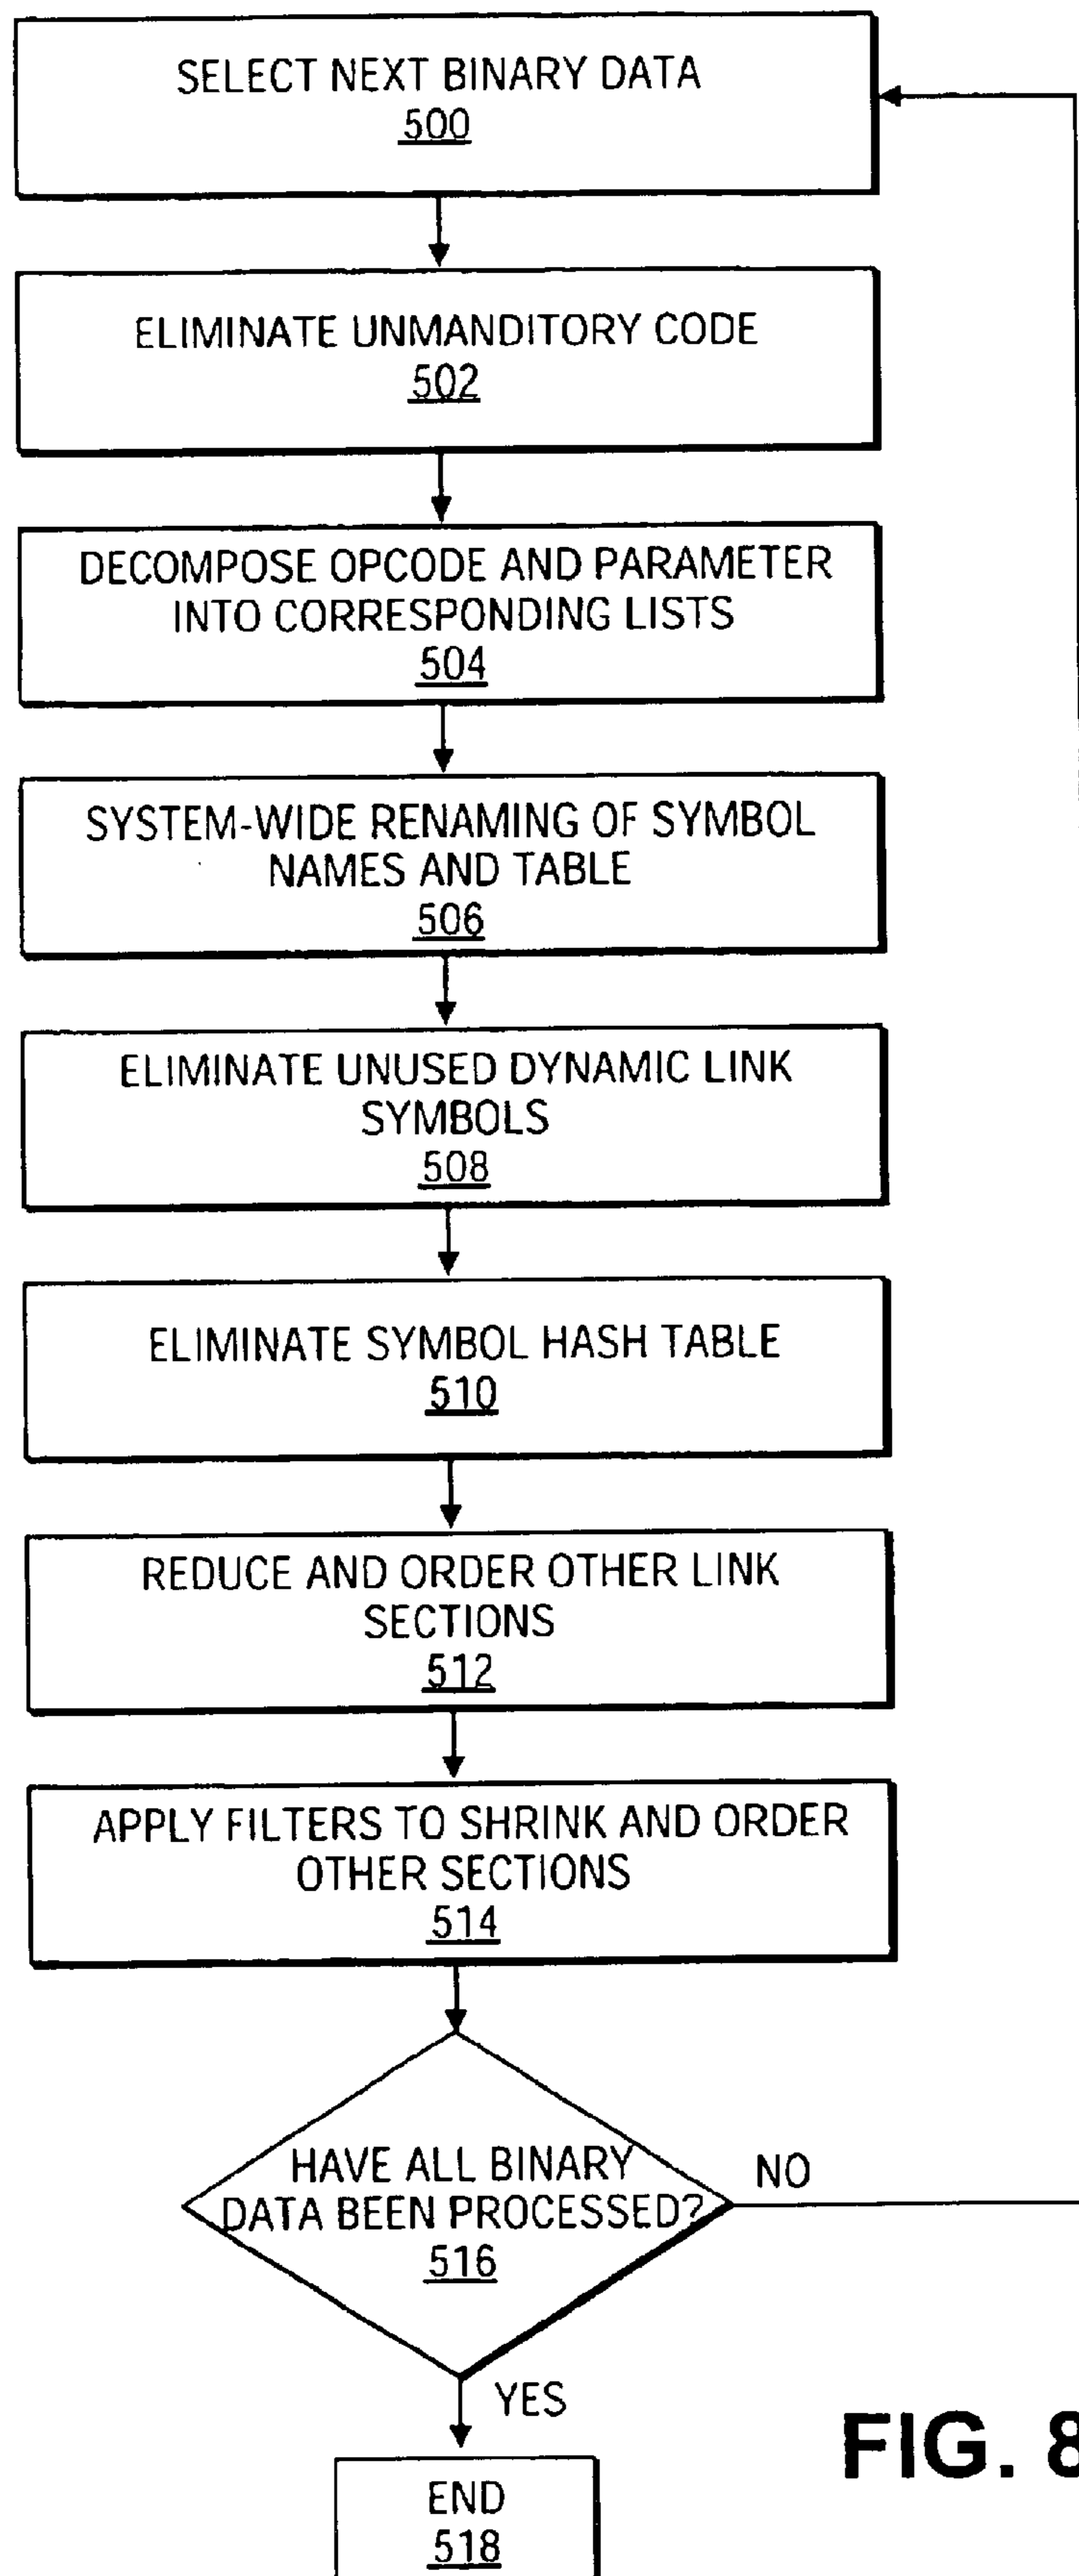 SELECT NEXT BINARY DATA
500
ELIMINATE UNMANDITORY CODE
502
DECOMPOSE OPCODE AND PARAMETER
INTO CORRESPONDING LISTS
504
SYSTEM-WIDE RENAMING OF SYMBOL
NAMES AND TABLE
506
ELIMINATE UNUSED DYNAMIC LINK
SYMBOLS
508
ELIMINATE SYMBOL HASH TABLE
510
REDUCE AND ORDER OTHER LINK
SECTIONS
512
APPLY FILTERS TO SHRINK AND ORDER
OTHER SECTIONS
514
HAVE ALL BINARY
DATA BEEN PROCESSED?
516
NO
YES
END
518
FIG. 8